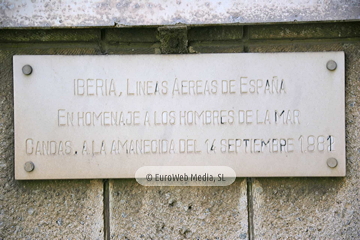 IBERIA, LINEAS AEREAS DE ESPAÑA
EN HOMENAJE A LOS HOMBRES DE LA MAR
CANDAS, A LA AMANECIDA DEL 14 SEPTIEMBRE 1981
© EuroWeb Media, SL